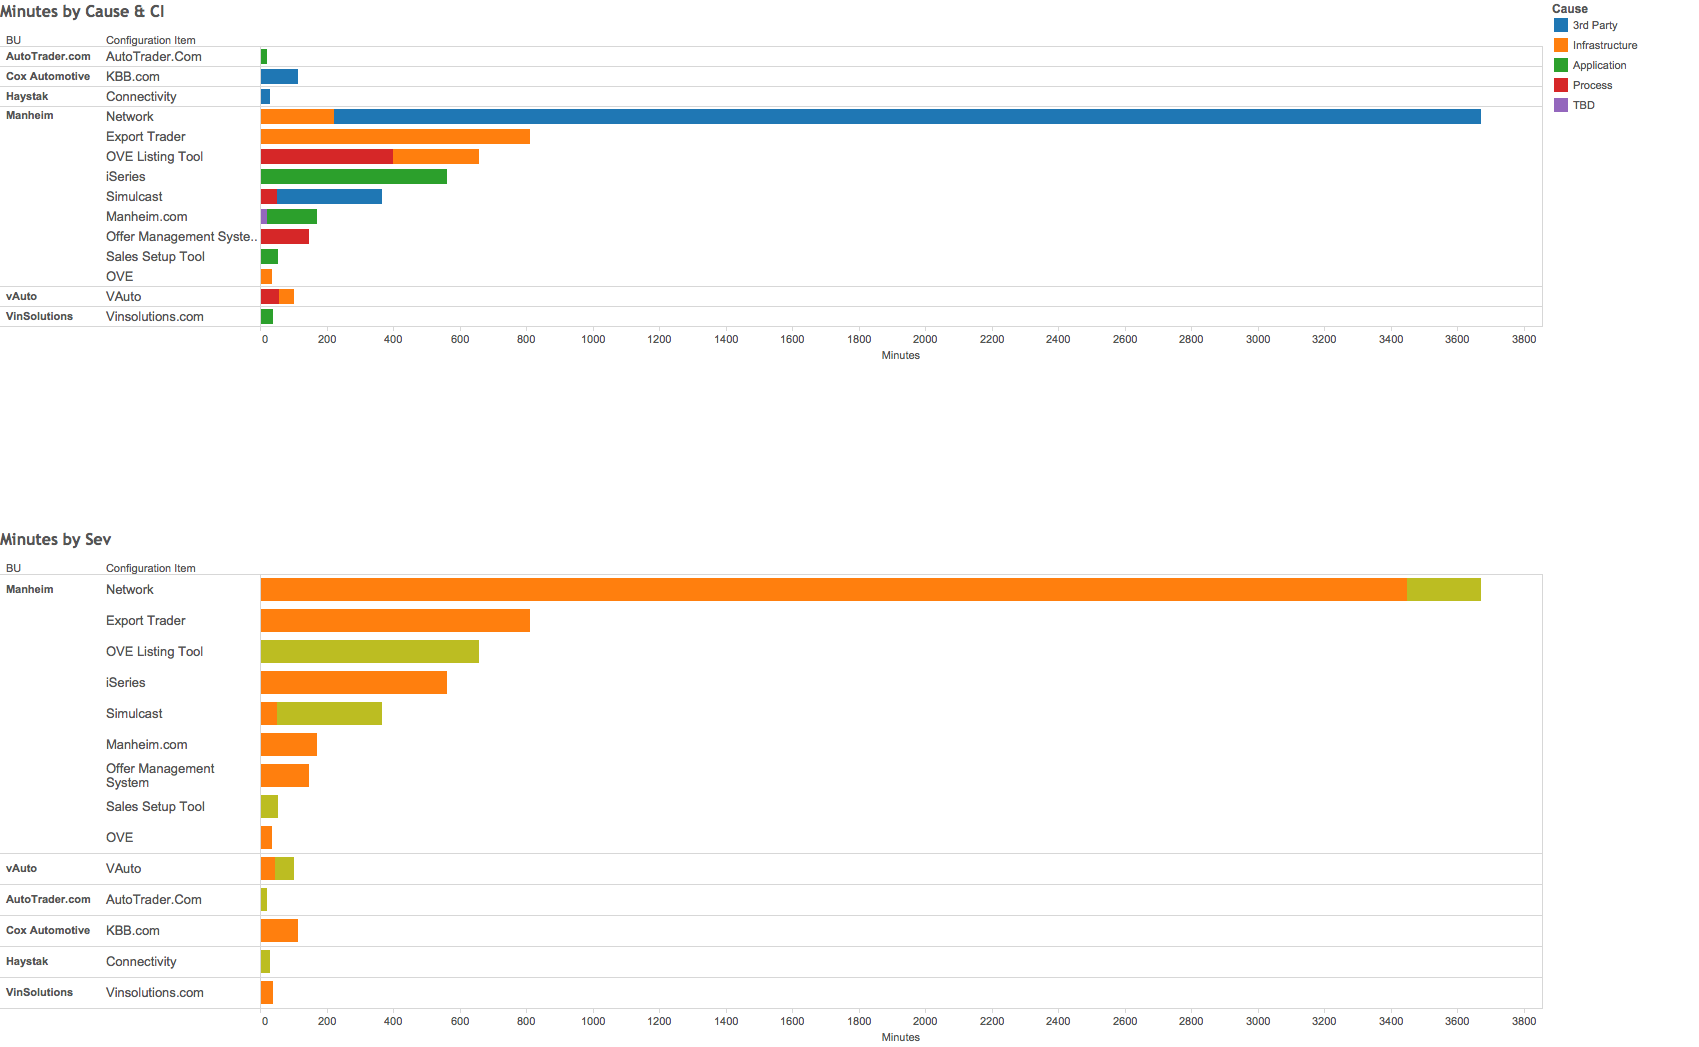 Minutes by Cause & CI
BU Configuration Item
AutoTrader.com AutoTrader.Com
Cox Automotive KBB.com
Haystak Connectivity
Manheim Network
Export Trader
OVE Listing Tool
iSeries
Simulcast
Manheim.com
Offer Management Syste..
Sales Setup Tool
OVE
vAuto VAuto
VinSolutions Vinsolutions.com
0 200 400 600 800 1000 1200 1400 1600 1800 2000 2200 2400 2600 2800 3000 3200 3400 3600 3800
Minutes
Cause
3rd Party
Infrastructure
Application
Process
TBD
Minutes by Sev
BU Configuration Item
Manheim Network
Export Trader
OVE Listing Tool
iSeries
Simulcast
Manheim.com
Offer Management
System
Sales Setup Tool
OVE
vAuto VAuto
AutoTrader.com AutoTrader.Com
Cox Automotive KBB.com
Haystak Connectivity
VinSolutions Vinsolutions.com
0 200 400 600 800 1000 1200 1400 1600 1800 2000 2200 2400 2600 2800 3000 3200 3400 3600 3800
Minutes